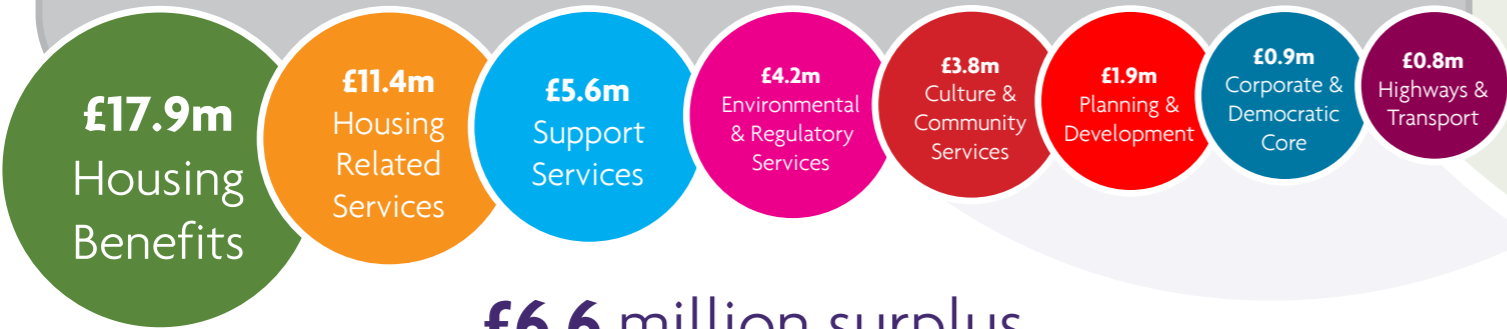 £17.9m
Housing
Benefits
£11.4m
Housing
Related
Services
£5.6m
Support
Services
£4.2m
Environmental
& Regulatory
Services
£3.8m
Culture &
Community
Services
£1.9m
Planning &
Development
£0.9m
Corporate &
Democratic
Core
£0.8m
Highways &
Transport
£6.6 million surplus